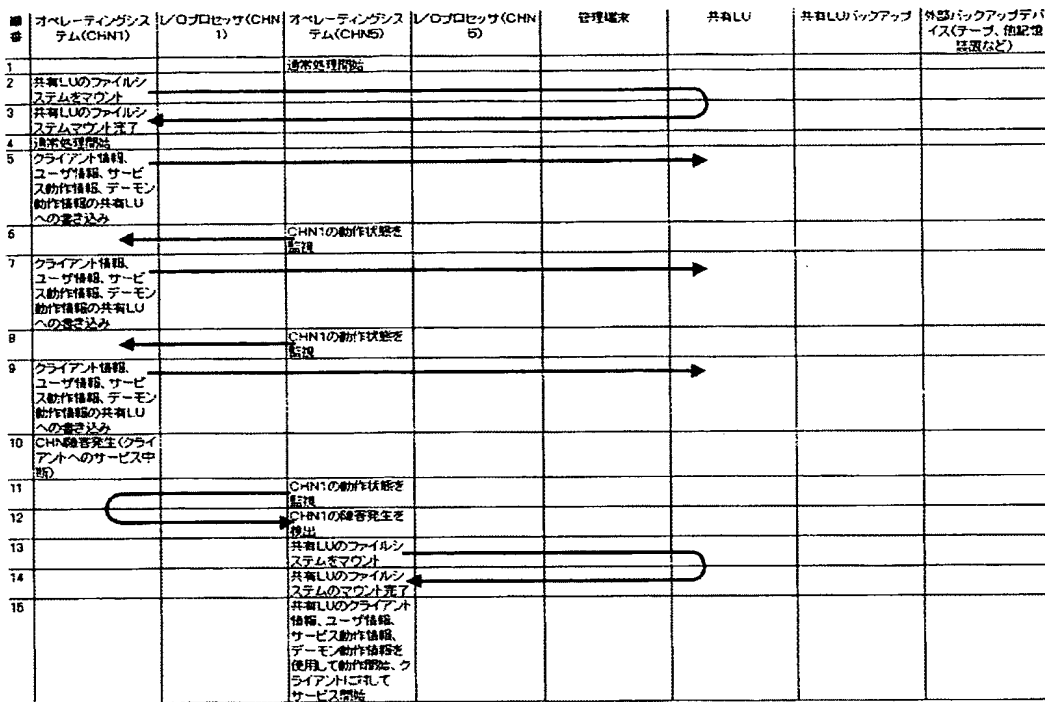 順
番
オペレーティングシス
テム(CHN1)
I/Oプロセッサ(CHN
1)
オペレーティングシス
テム(CHN5)
I/Oプロセッサ(CHN
5)
管理端末
共有LU
共有LUバックアップ
外部バックアップデバ
イス(テープ、他記憶
装置など)
1
通常処理開始
2
共有LUのファイルシ
ステムをマウント
3
共有LUのファイルシ
ステムマウント完了
4
通常処理開始
5
クライアント情報、
ユーザ情報、サービ
ス動作情報、デーモン
動作情報の共有LU
への書き込み
6
CHN1の動作状態を
監視
7
クライアント情報、
ユーザ情報、サービ
ス動作情報、デーモン
動作情報の共有LU
への書き込み
8
CHN1の動作状態を
監視
9
クライアント情報、
ユーザ情報、サービ
ス動作情報、デーモン
動作情報の共有LU
への書き込み
10
CHN障害発生(クライ
アントへのサービス中
断)
11
CHN1の動作状態を
監視
12
CHN1の障害発生を
検出
13
共有LUのファイルシ
ステムをマウント
14
共有LUのファイルシ
ステムのマウント完了
15
共有LUのクライアント
情報、ユーザ情報、
サービス動作情報、
デーモン動作情報を
使用して動作開始、ク
ライアントに対して
サービス開始